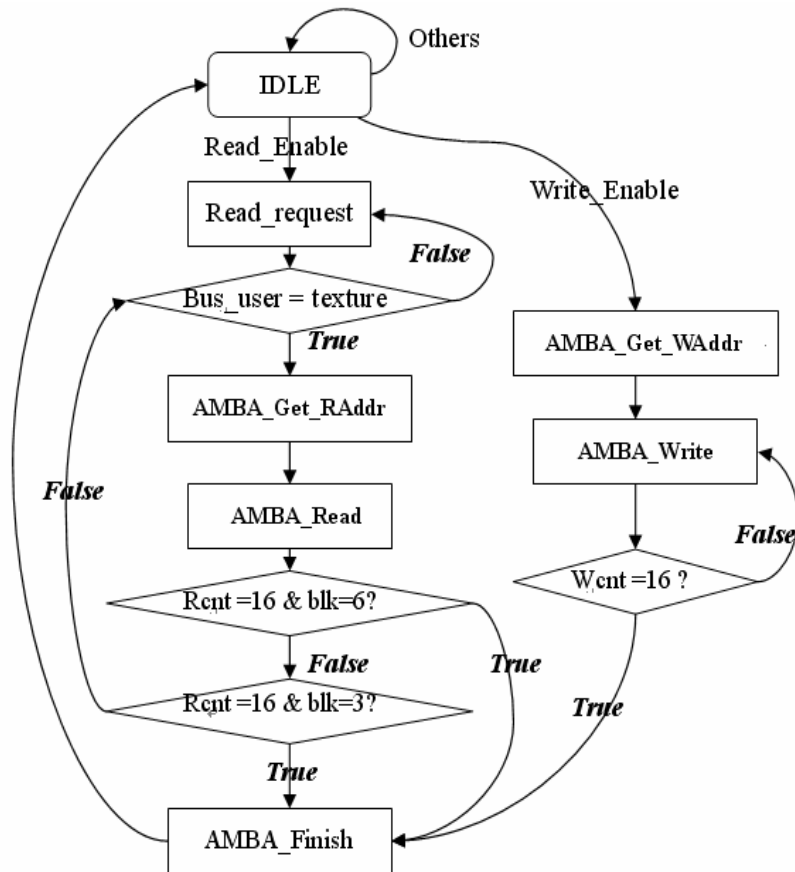 Others
IDLE
Read_Enable
Write_Enable
Read_request
False
Bus_user = texture
True
AMBA_Get_WAddr
AMBA_Get_RAddr
AMBA_Write
False
AMBA_Read
False
Wcnt =16 ?
Rcnt =16 & blk=6?
False
True
Rcnt =16 & blk=3?
True
True
AMBA_Finish